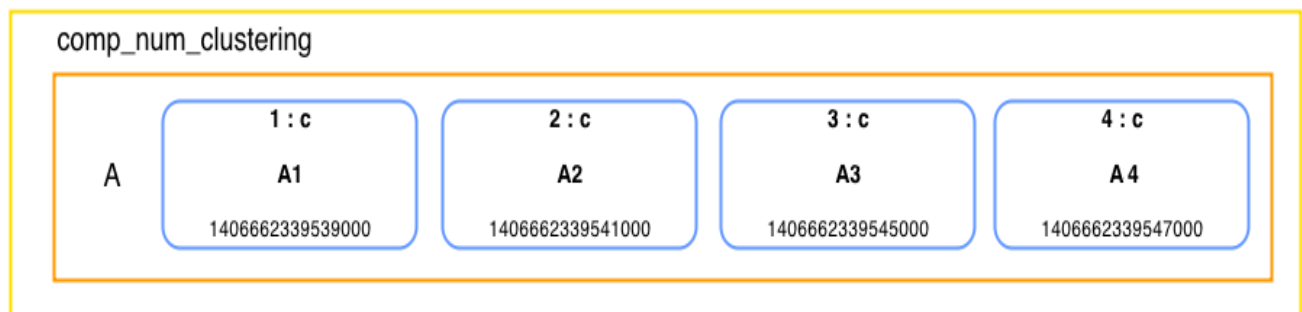 comp_num_clustering
1 : c 2 : c 3 : c 4 : c
A A1 A2 A3 A 4
1406662339539000 1406662339541000 1406662339545000 1406662339547000